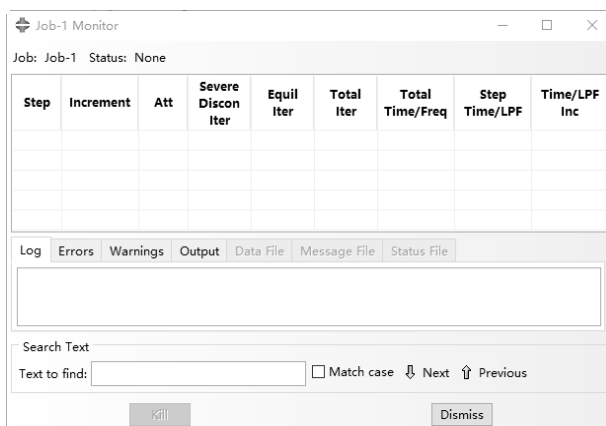 Job-1 Monitor
Job: Job-1 Status: None
Step Increment Att Severe Discon Iter Equil Iter Total Iter Total Time/Freq Step Time/LPF Time/LPF Inc
Log Errors Warnings Output Data File Message File Status File
Search Text
Text to find: Match case Next Previous
Kill Dismiss